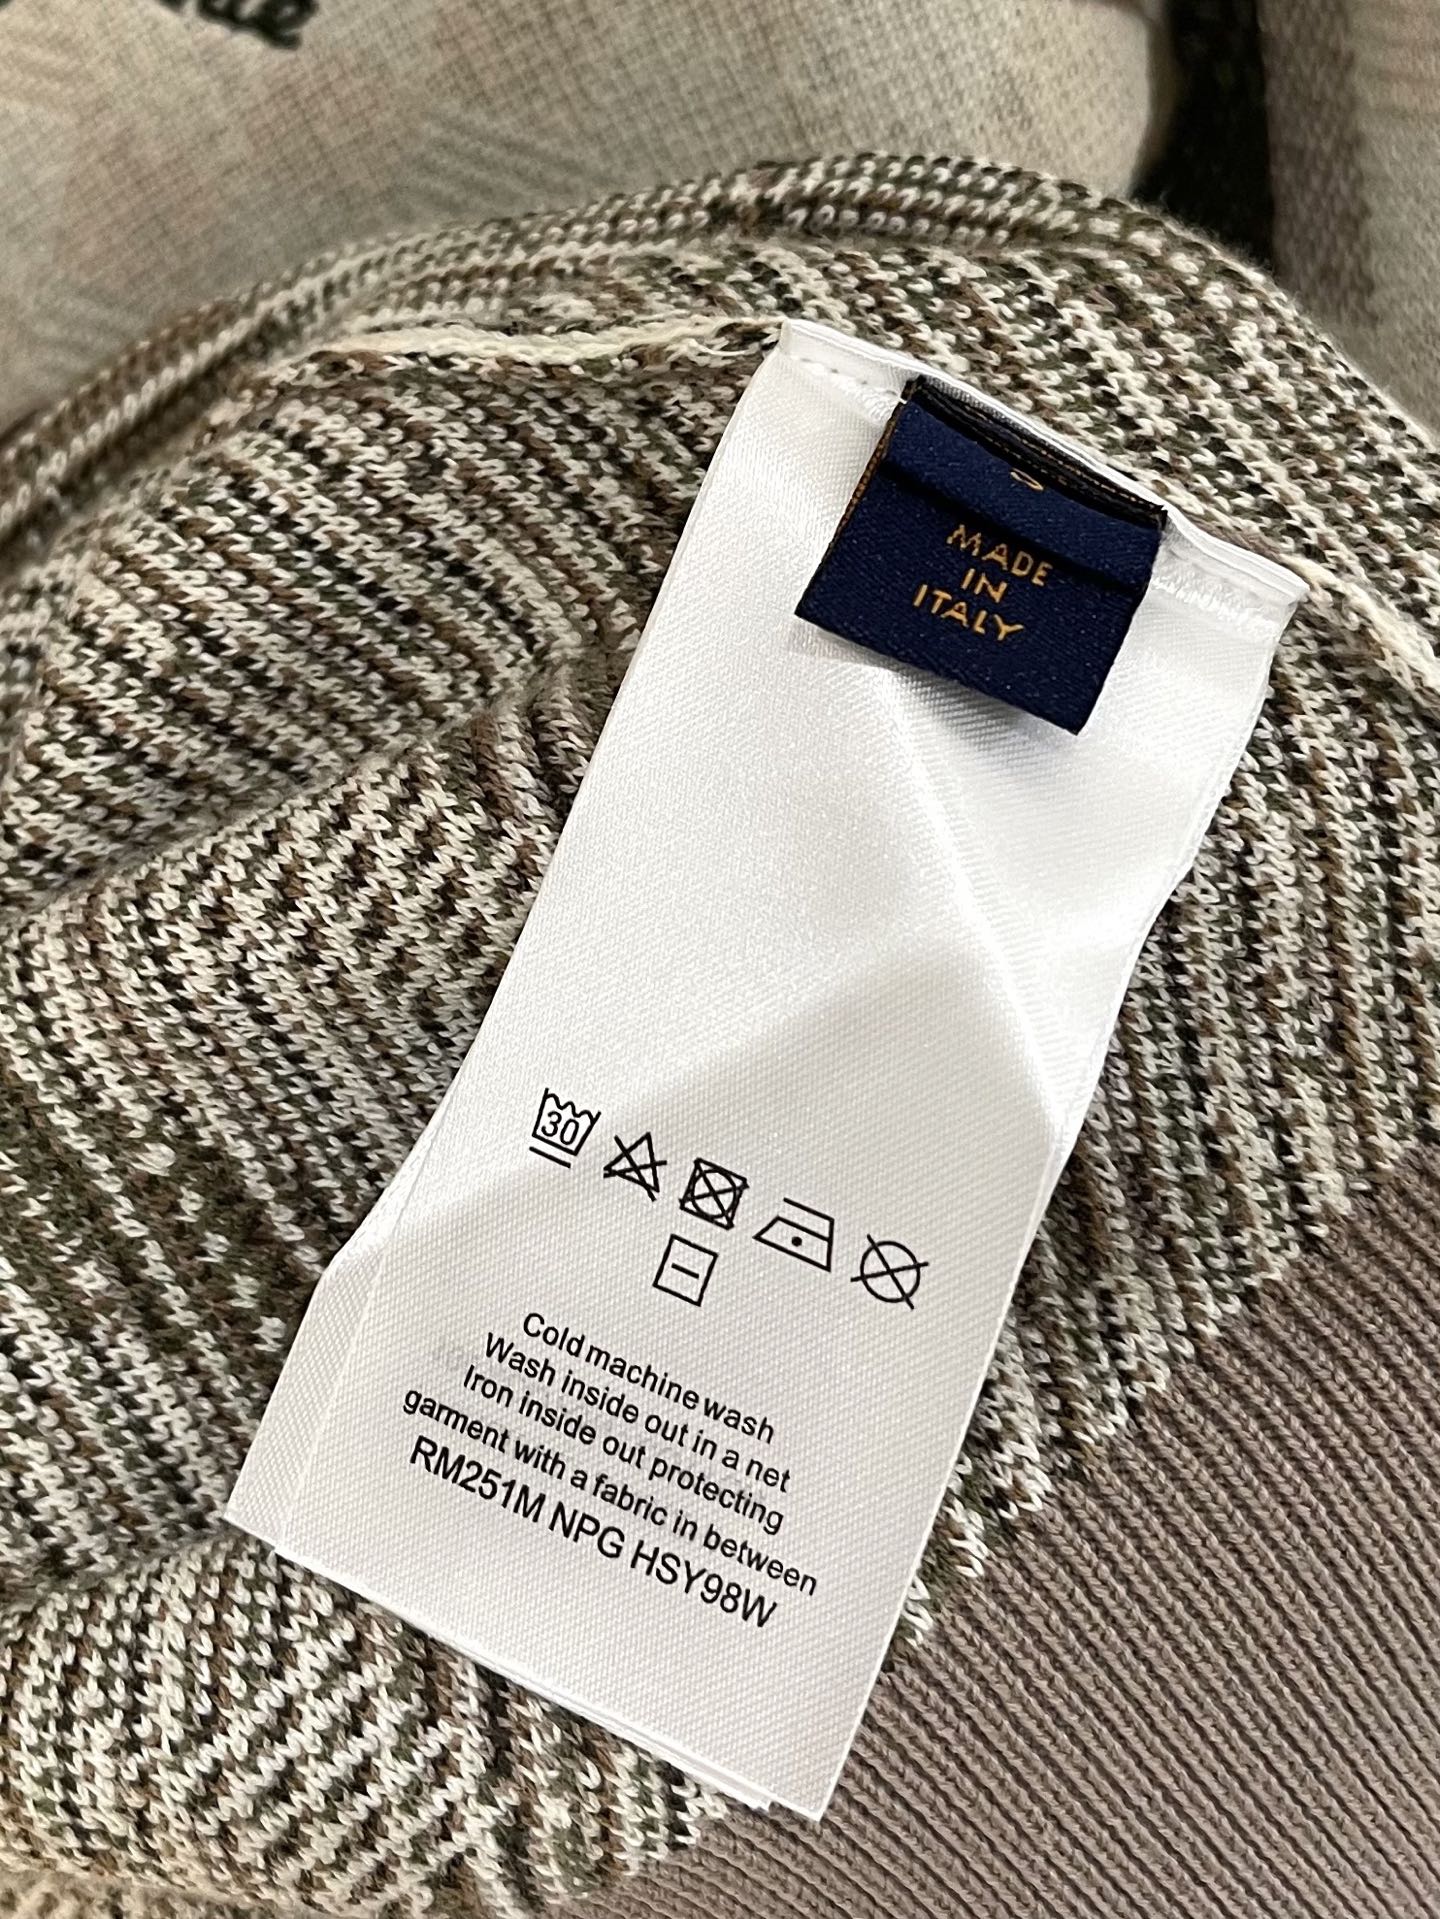 MADE
IN
ITALY
30
Cold machine wash
Wash inside out in a net
Iron inside out protecting
garment with a fabric in between
RM251M NPG HSY98W